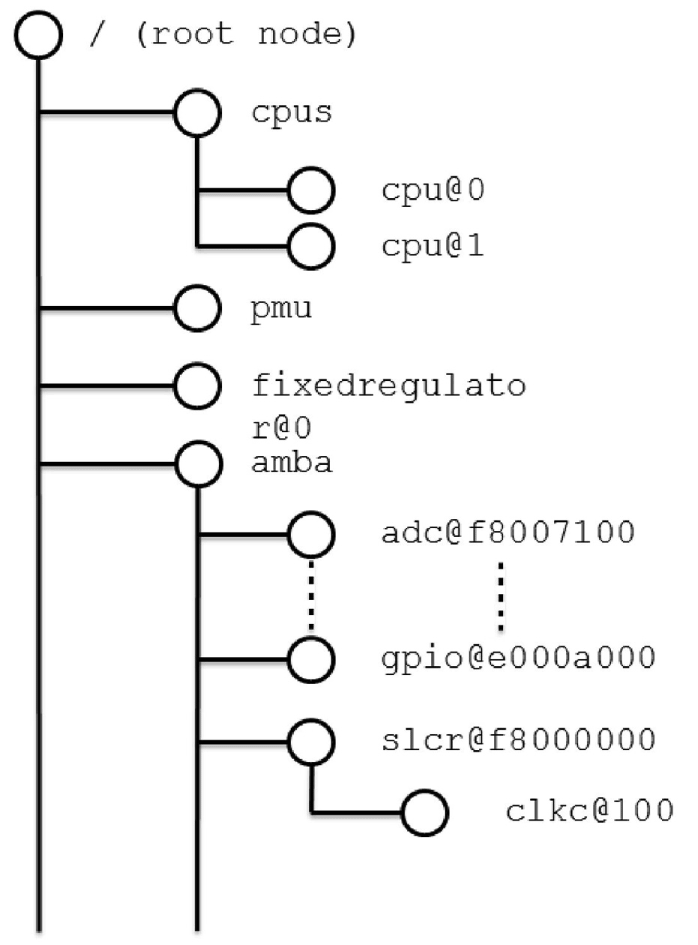 / (root node)
cpus
cpu@0
cpu@1
pmu
fixedregulato
r@0
amba
adc@f8007100
gpio@e000a000
slcr@f8000000
clkc@100